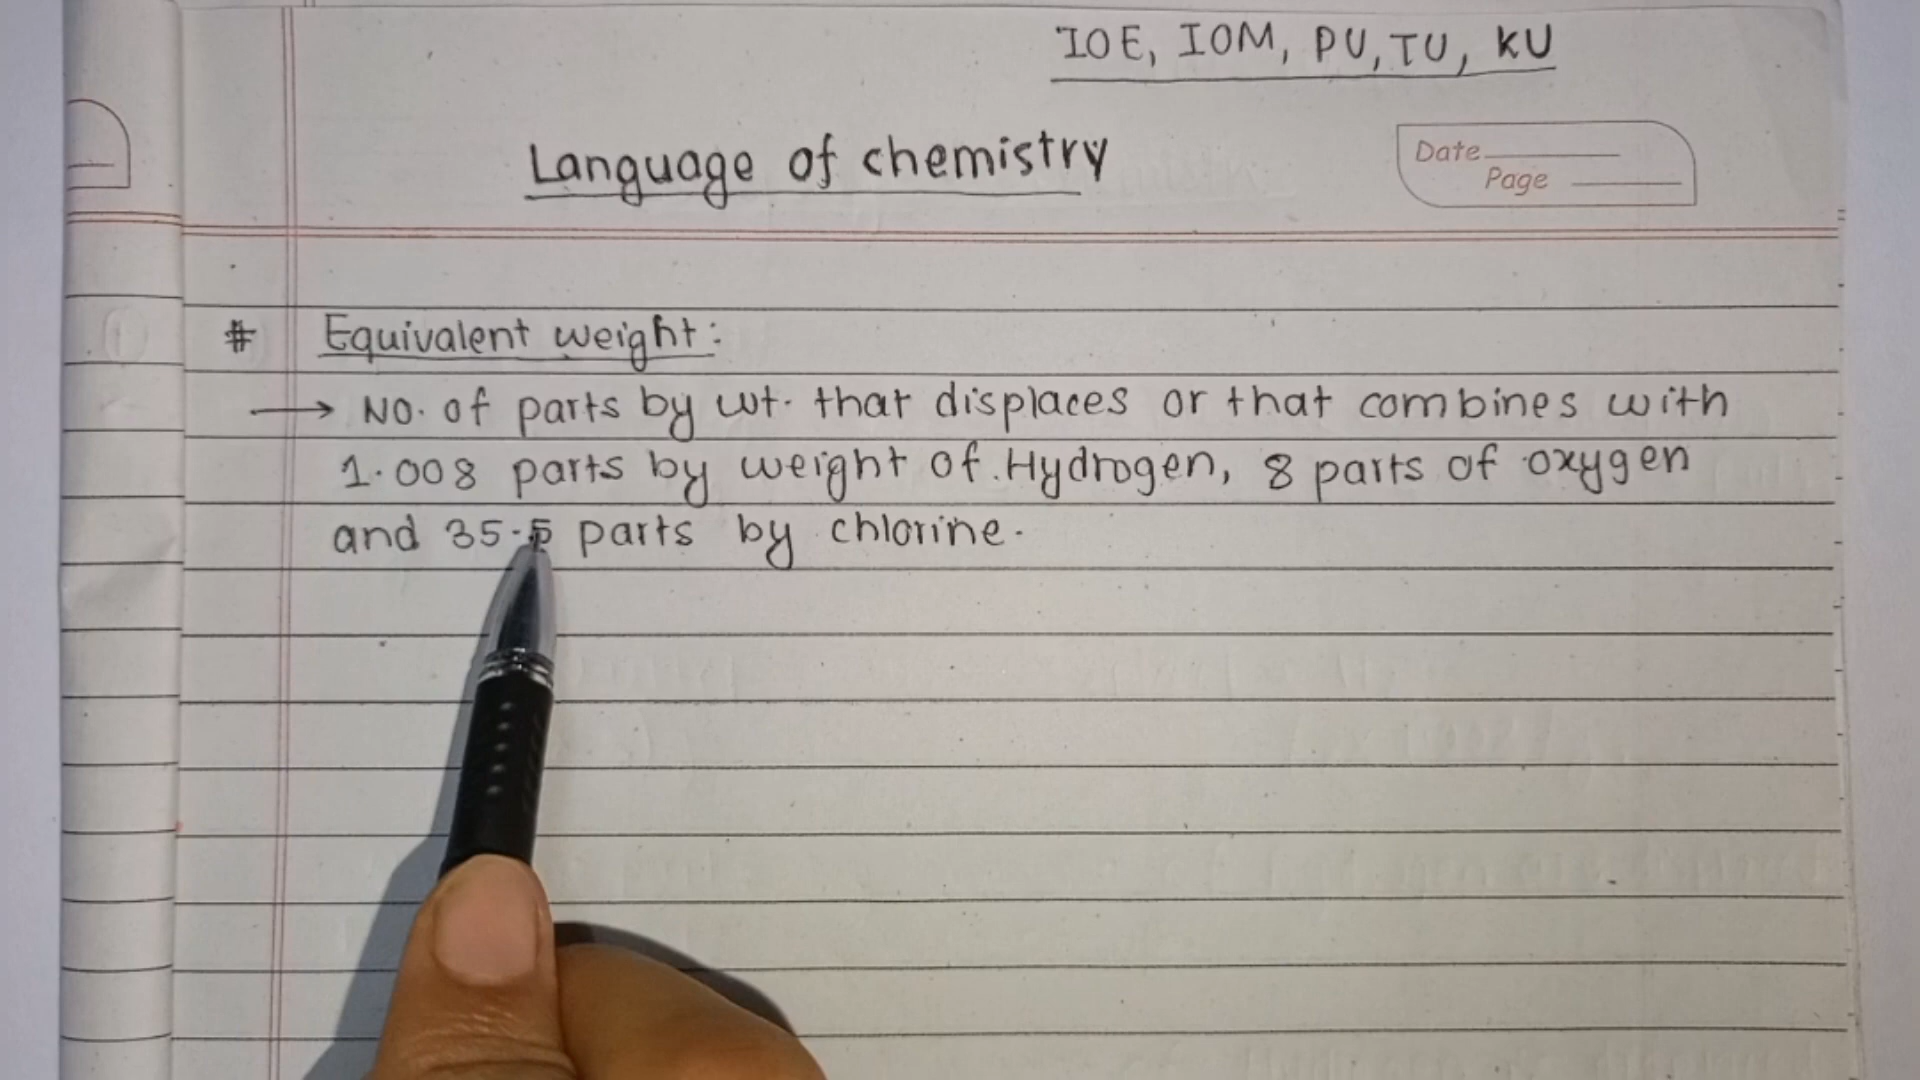 IOE, IOM, PU, TU, KU
Language of chemistry
Date
Page
# Equivalent weight:
→ NO. of parts by wt. that displaces or that combines with
1.008 parts by weight of Hydrogen, 8 parts of oxygen
and 35.5 parts by chlorine.